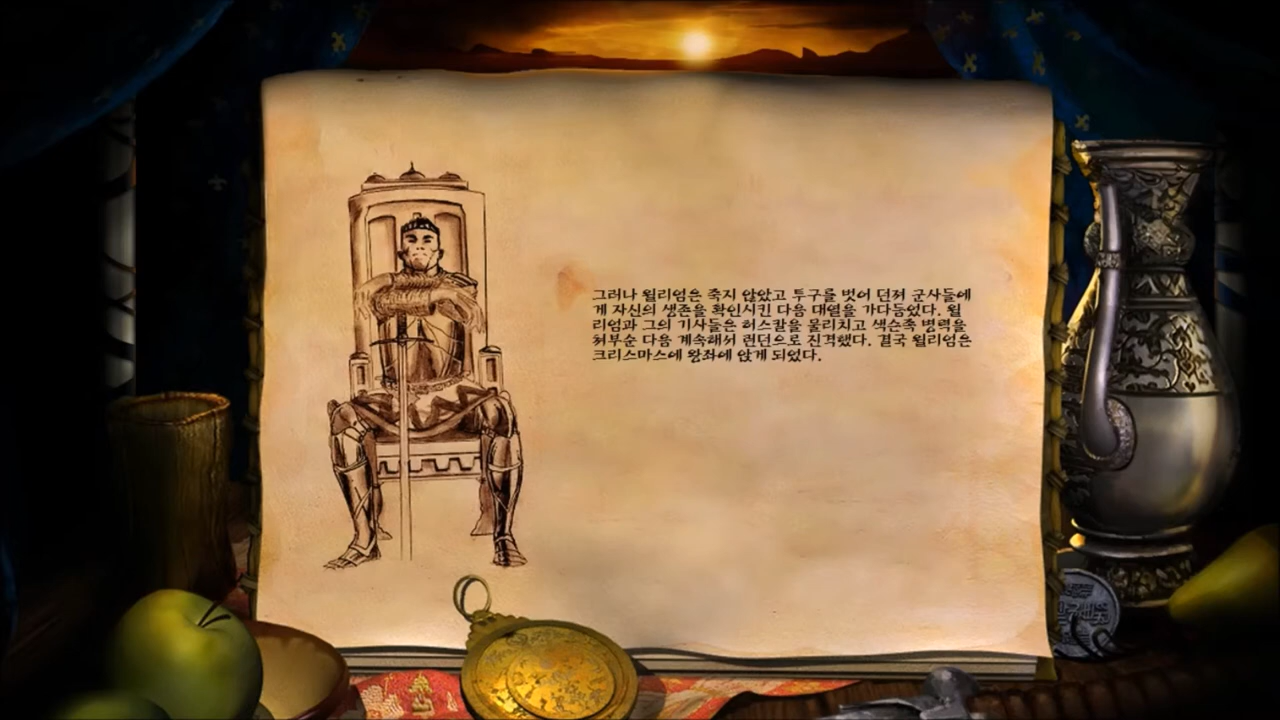 그러나 윌리엄은 죽지 않았고 투구를 벗어 던져 군사들에
게 자신의 생존을 확인시킨 다음 대열을 가다듬었다. 윌
리엄과 그의 기사들은 허스칼을 물리치고 색슨족 병력을
쳐부순 다음 계속해서 런던으로 진격했다. 결국 윌리엄은
크리스마스에 왕좌에 앉게 되었다.